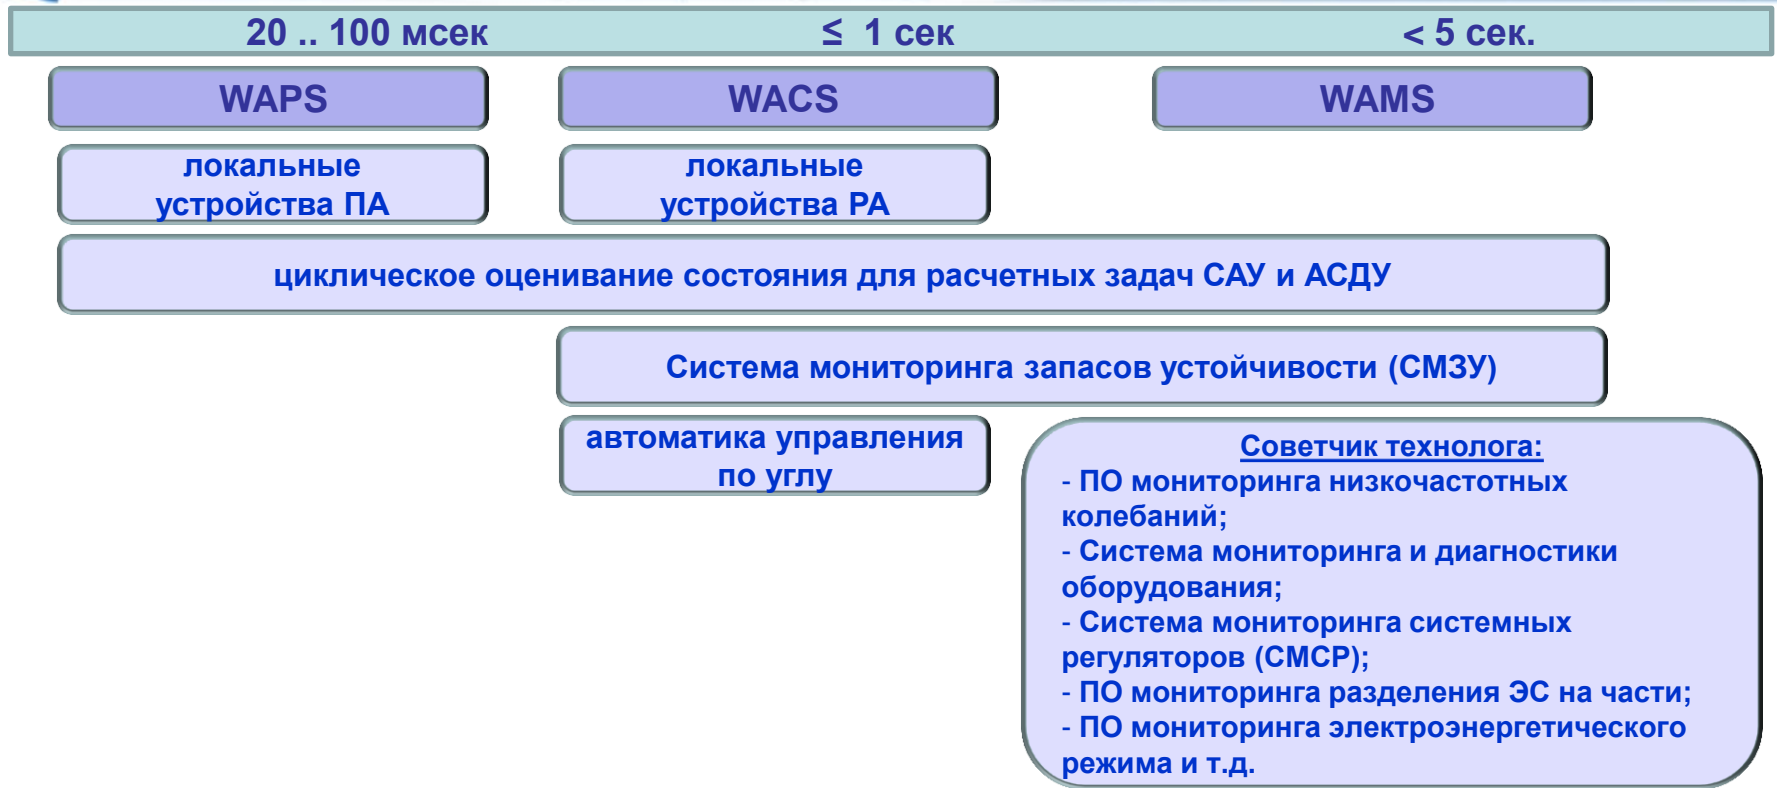 20 .. 100 мсек ≤ 1 сек < 5 сек.
WAPS WACS WAMS
локальные
устройства ПА
локальные
устройства РА
циклическое оценивание состояния для расчетных задач САУ и АСДУ
Система мониторинга запасов устойчивости (СМЗУ)
автоматика управления
по углу
Советчик технолога:
- ПО мониторинга низкочастотных
колебаний;
- Система мониторинга и диагностики
оборудования;
- Система мониторинга системных
регуляторов (СМСР);
- ПО мониторинга разделения ЭС на части;
- ПО мониторинга электроэнергетического
режима и т.д.